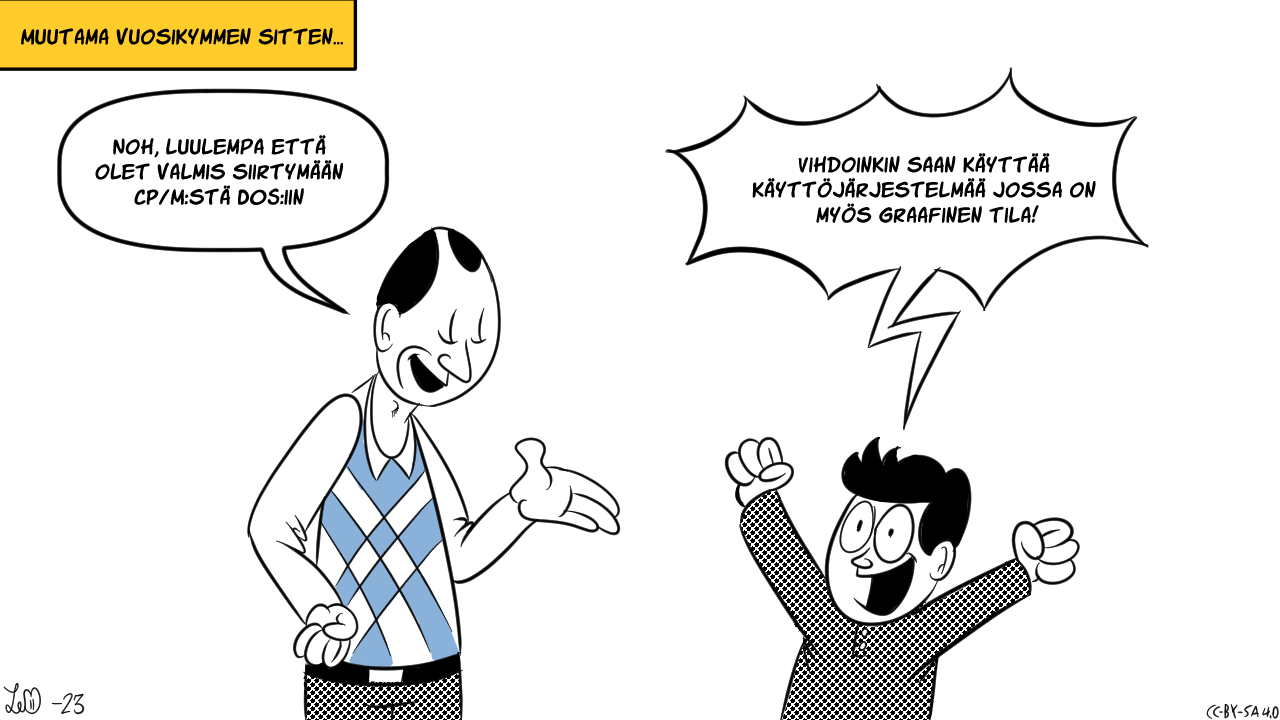 MUUTAMA VUOSIKYMMEN SITTEN...
NOH, LUULEMPA ETTÄ
OLET VALMIS SIIRTYMÄÄN
CP/M:STÄ DOS:IIN
VIHDOINKIN SAAN KÄYTTÄÄ
KÄYTTÖJÄRJESTELMÄÄ JOSSA ON
MYÖS GRAAFINEN TILA!
-23
CC-BY-SA 4.0